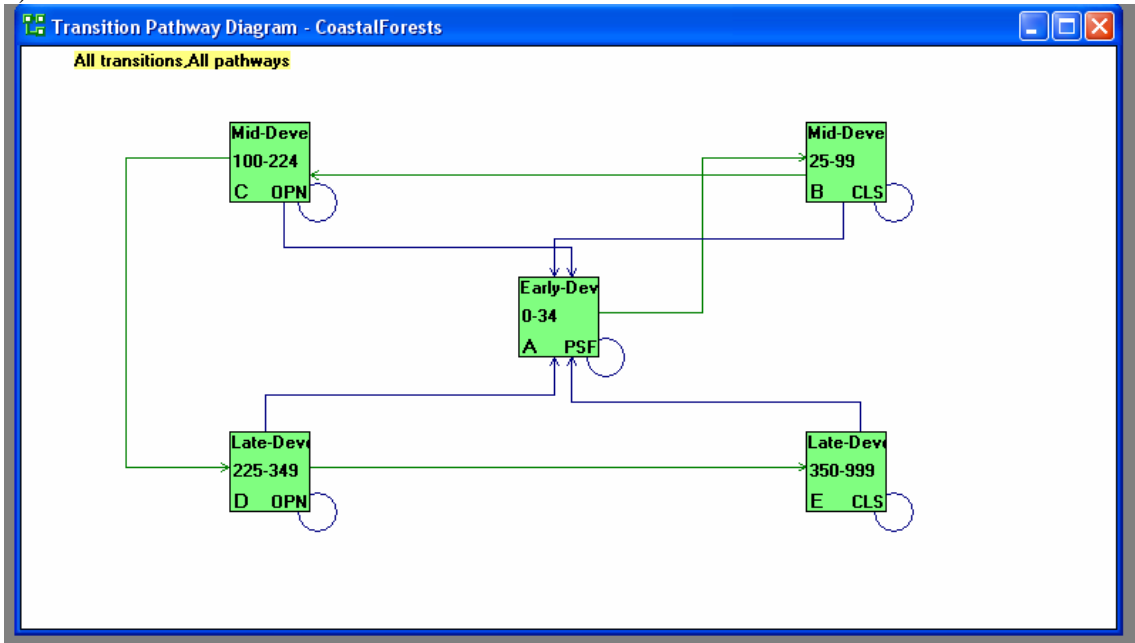 Transition Pathway Diagram - CoastalForests
All transitions,All pathways
Mid-Deve
100-224
C OPN
Mid-Deve
25-99
B CLS
Early-Dev
0-34
A PSF
Late-Deve
225-349
D OPN
Late-Deve
350-999
E CLS